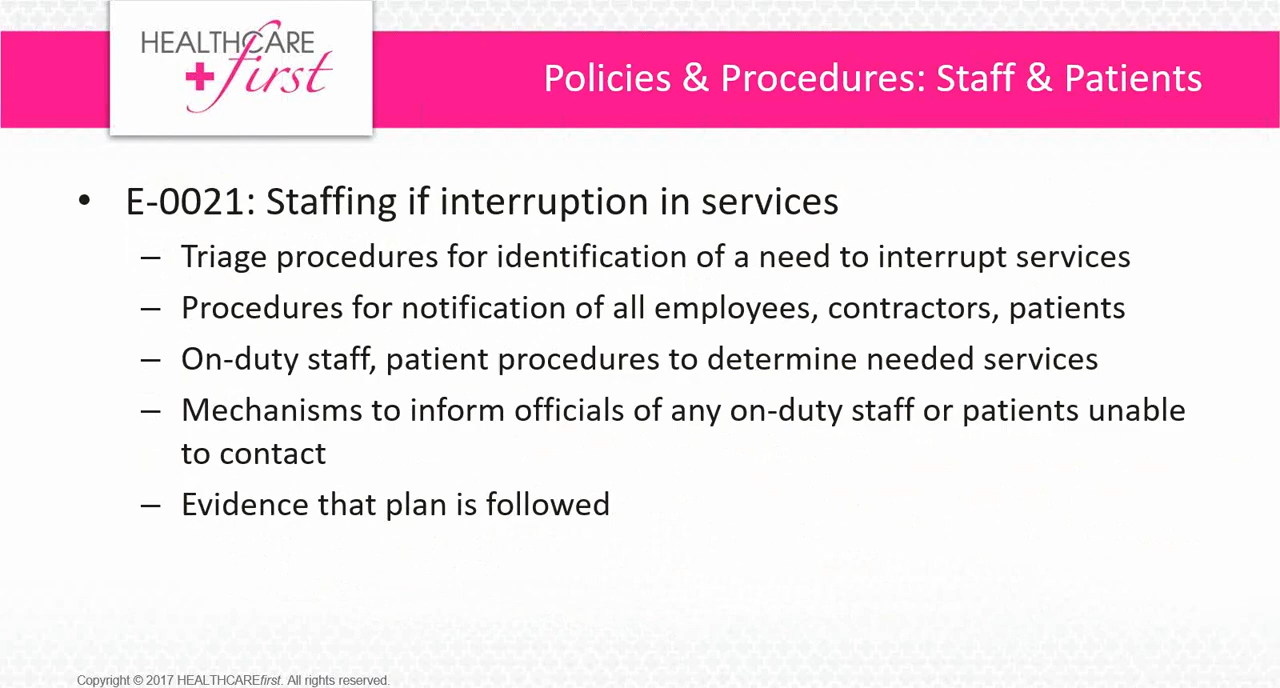 HEALTHCARE
first
Policies & Procedures: Staff & Patients
• E-0021: Staffing if interruption in services
– Triage procedures for identification of a need to interrupt services
– Procedures for notification of all employees, contractors, patients
– On-duty staff, patient procedures to determine needed services
– Mechanisms to inform officials of any on-duty staff or patients unable
to contact
– Evidence that plan is followed
Copyright © 2017 HEALTHCAREfirst. All rights reserved.